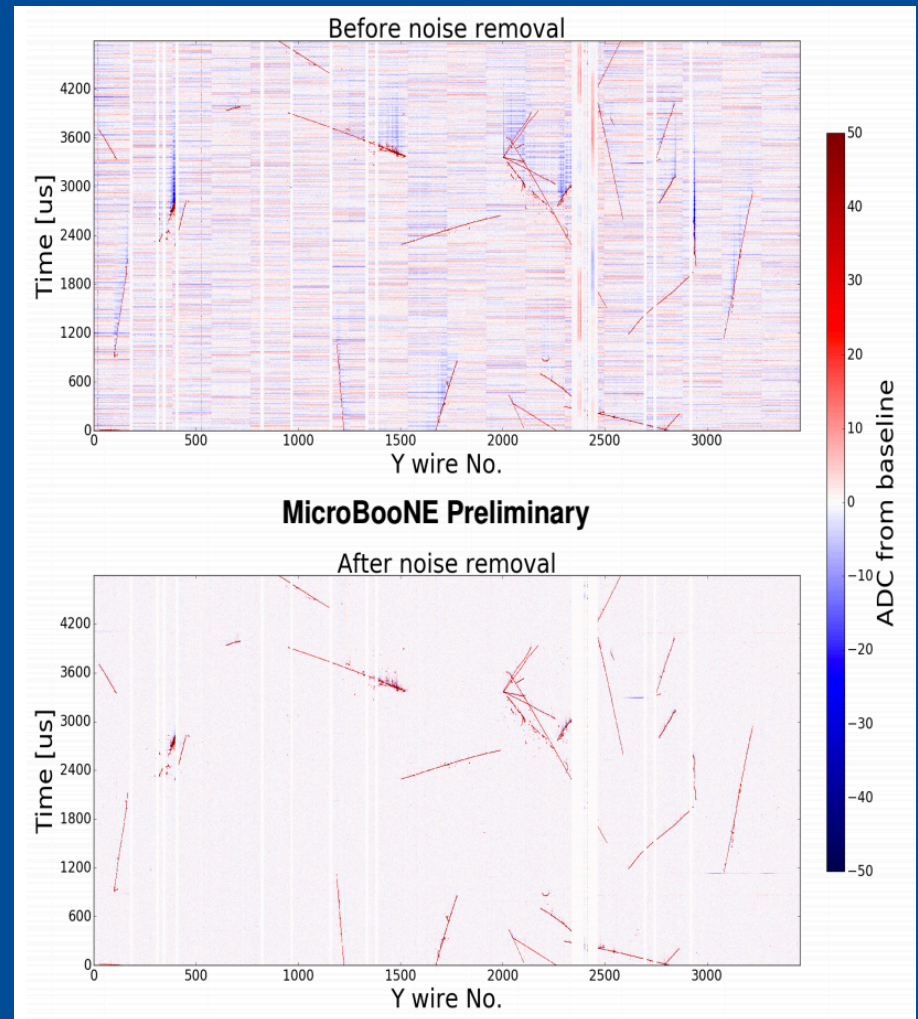 Before noise removal
4200
3600
3000
2400
1800
1200
600
0
Time [us]
0 500 1000 1500 2000 2500 3000
Y wire No.
MicroBooNE Preliminary
After noise removal
4200
3600
3000
2400
1800
1200
600
0
Time [us]
0 500 1000 1500 2000 2500 3000
Y wire No.
50
40
30
20
10
0
−10
−20
−30
−40
−50
ADC from baseline